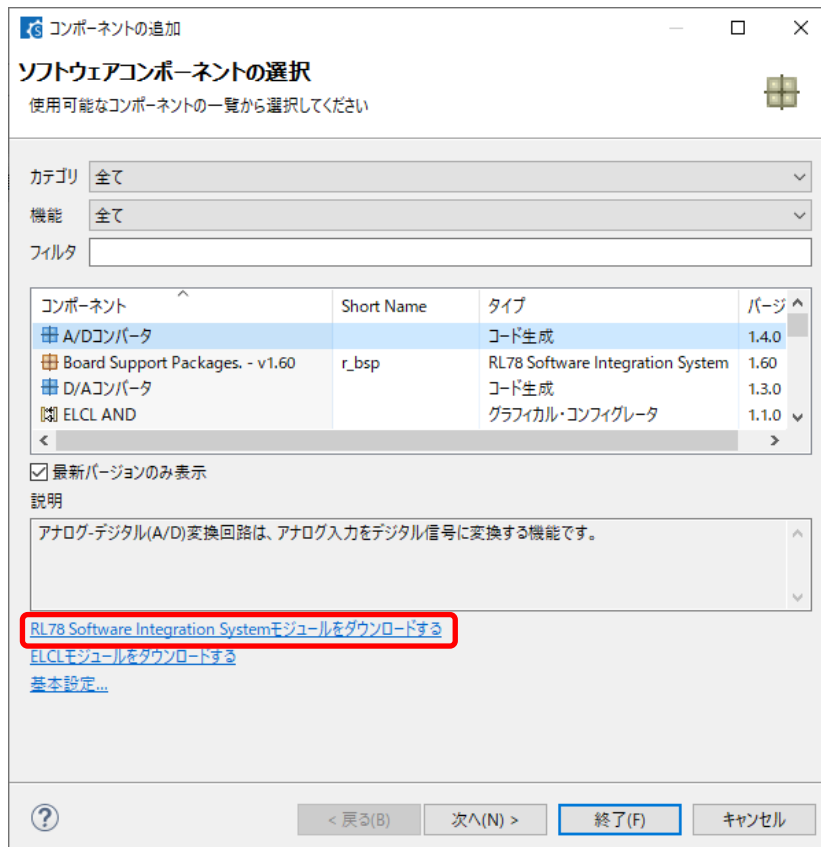 コンポーネントの追加
ソフトウェアコンポーネントの選択
使用可能なコンポーネントの一覧から選択してください
カテゴリ 全て
機能 全て
フィルタ
コンポーネント Short Name タイプ バージ
A/Dコンバータ コード生成 1.4.0
Board Support Packages. - v1.60 r_bsp RL78 Software Integration System 1.60
D/Aコンバータ コード生成 1.3.0
ELCL AND グラフィカル・コンフィグレータ 1.1.0
最新バージョンのみ表示
説明
アナログ-デジタル(A/D)変換回路は、アナログ入力をデジタル信号に変換する機能です。
RL78 Software Integration Systemモジュールをダウンロードする
ELCLモジュールをダウンロードする
基本設定...
< 戻る(B) 次へ(N) > 終了(F) キャンセル